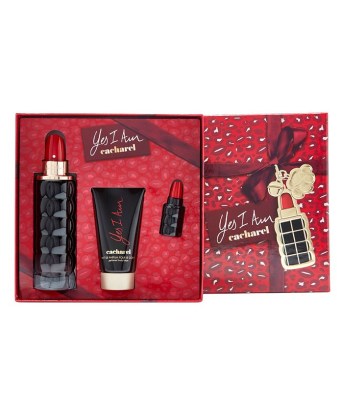 Yes I Am
cacharel
Yes I Am
cacharel
Yes I Am
cacharel